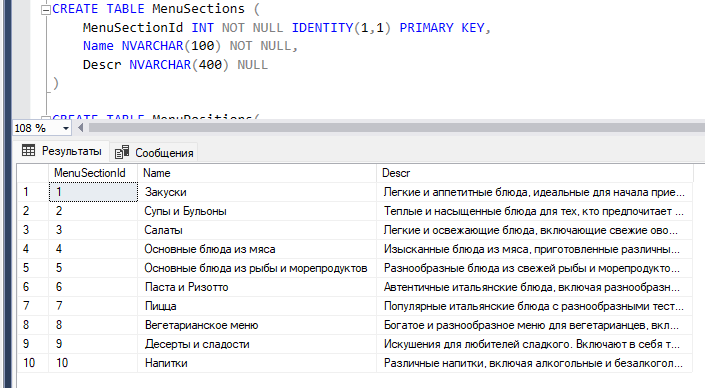 CREATE TABLE MenuSections (
MenuSectionId INT NOT NULL IDENTITY(1,1) PRIMARY KEY,
Name NVARCHAR(100) NOT NULL,
Descr NVARCHAR(400) NULL
)
CREATE TABLE MenuPositions(
108 %
Результаты Сообщения
MenuSectionId Name Descr
1 1 Закуски Легкие и аппетитные блюда, идеальные для начала прие...
2 2 Супы и Бульоны Теплые и насыщенные блюда для тех, кто предпочитает ...
3 3 Салаты Легкие и освежающие блюда, включающие свежие ово...
4 4 Основные блюда из мяса Изысканные блюда из мяса, приготовленные различны...
5 5 Основные блюда из рыбы и морепродуктов Разнообразные блюда из свежей рыбы и морепродукто...
6 6 Паста и Ризотто Автентичные итальянские блюда, включая разнообразн...
7 7 Пицца Популярные итальянские блюда с разнообразными тест...
8 8 Вегетарианское меню Богатое и разнообразное меню для вегетарианцев, вкл...
9 9 Десерты и сладости Искушения для любителей сладкого. Включают в себя т...
10 10 Напитки Различные напитки, включая алкогольные и безалкогол...